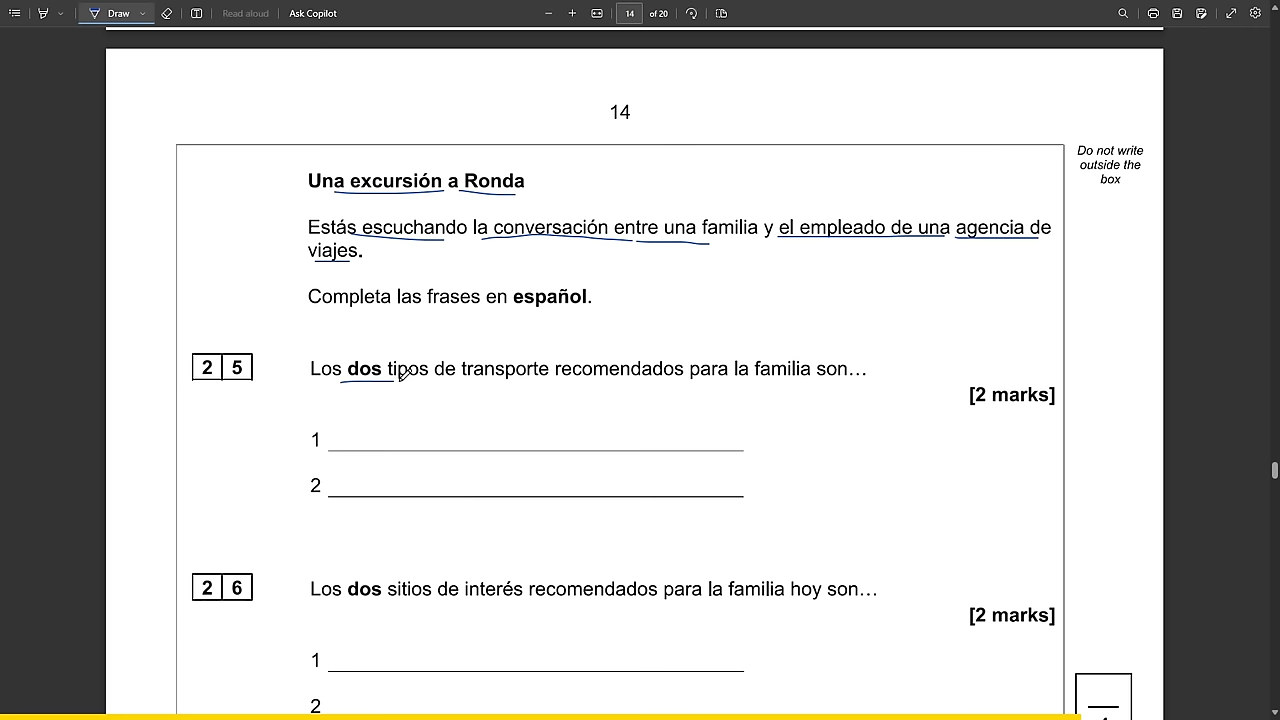 Draw
Read aloud
Ask Copilot
14
of 20
14
Do not write
outside the
box
Una excursión a Ronda
Estás escuchando la conversación entre una familia y el empleado de una agencia de
viajes.
Completa las frases en español.
2 5
Los dos tipos de transporte recomendados para la familia son…
[2 marks]
1
2
2 6
Los dos sitios de interés recomendados para la familia hoy son…
[2 marks]
1
2